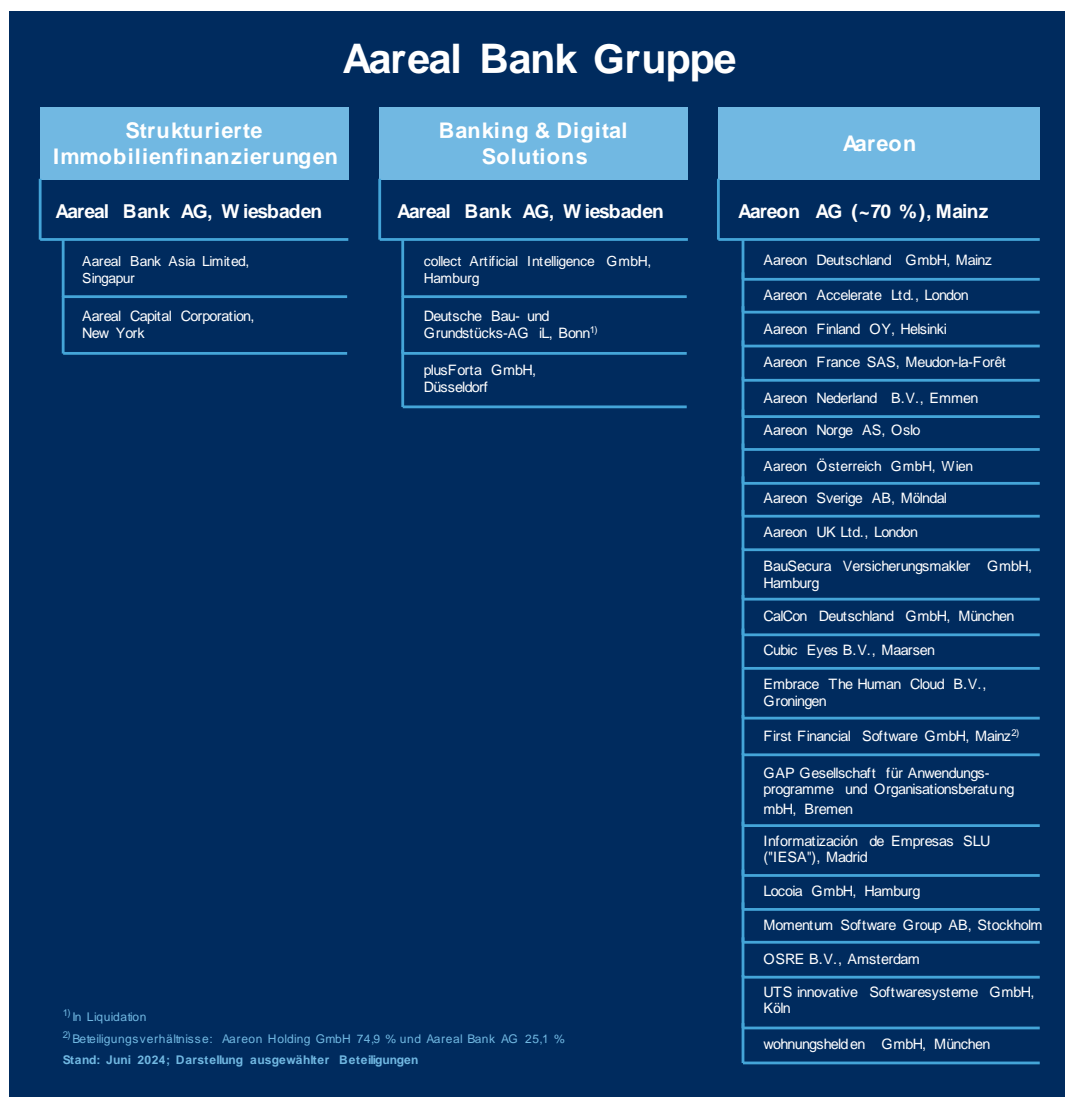 Aareal Bank Gruppe
Strukturierte
Immobilienfinanzierungen
Aareal Bank AG, Wiesbaden
Aareal Bank Asia Limited,
Singapur
Aareal Capital Corporation,
New York
Banking & Digital
Solutions
Aareal Bank AG, Wiesbaden
collect Artificial Intelligence GmbH,
Hamburg
Deutsche Bau- und
Grundstücks-AG iL, Bonn1)
plusForta GmbH,
Düsseldorf
Aareon
Aareon AG (~70 %), Mainz
Aareon Deutschland GmbH, Mainz
Aareon Accelerate Ltd., London
Aareon Finland OY, Helsinki
Aareon France SAS, Meudon-la-Forêt
Aareon Nederland B.V., Emmen
Aareon Norge AS, Oslo
Aareon Österreich GmbH, Wien
Aareon Sverige AB, Mölndal
Aareon UK Ltd., London
BauSecura Versicherungsmakler GmbH,
Hamburg
CalCon Deutschland GmbH, München
Cubic Eyes B.V., Maarsen
Embrace The Human Cloud B.V.,
Groningen
First Financial Software GmbH, Mainz2)
GAP Gesellschaft für Anwendungs-
programme und Organisationsberatung
mbH, Bremen
Informatización de Empresas SLU
("IESA"), Madrid
Locoia GmbH, Hamburg
Momentum Software Group AB, Stockholm
OSRE B.V., Amsterdam
UTS innovative Softwaresysteme GmbH,
Köln
wohnungshelden GmbH, München
1) In Liquidation
2) Beteiligungsverhältnisse: Aareon Holding GmbH 74,9 % und Aareal Bank AG 25,1 %
Stand: Juni 2024; Darstellung ausgewählter Beteiligungen